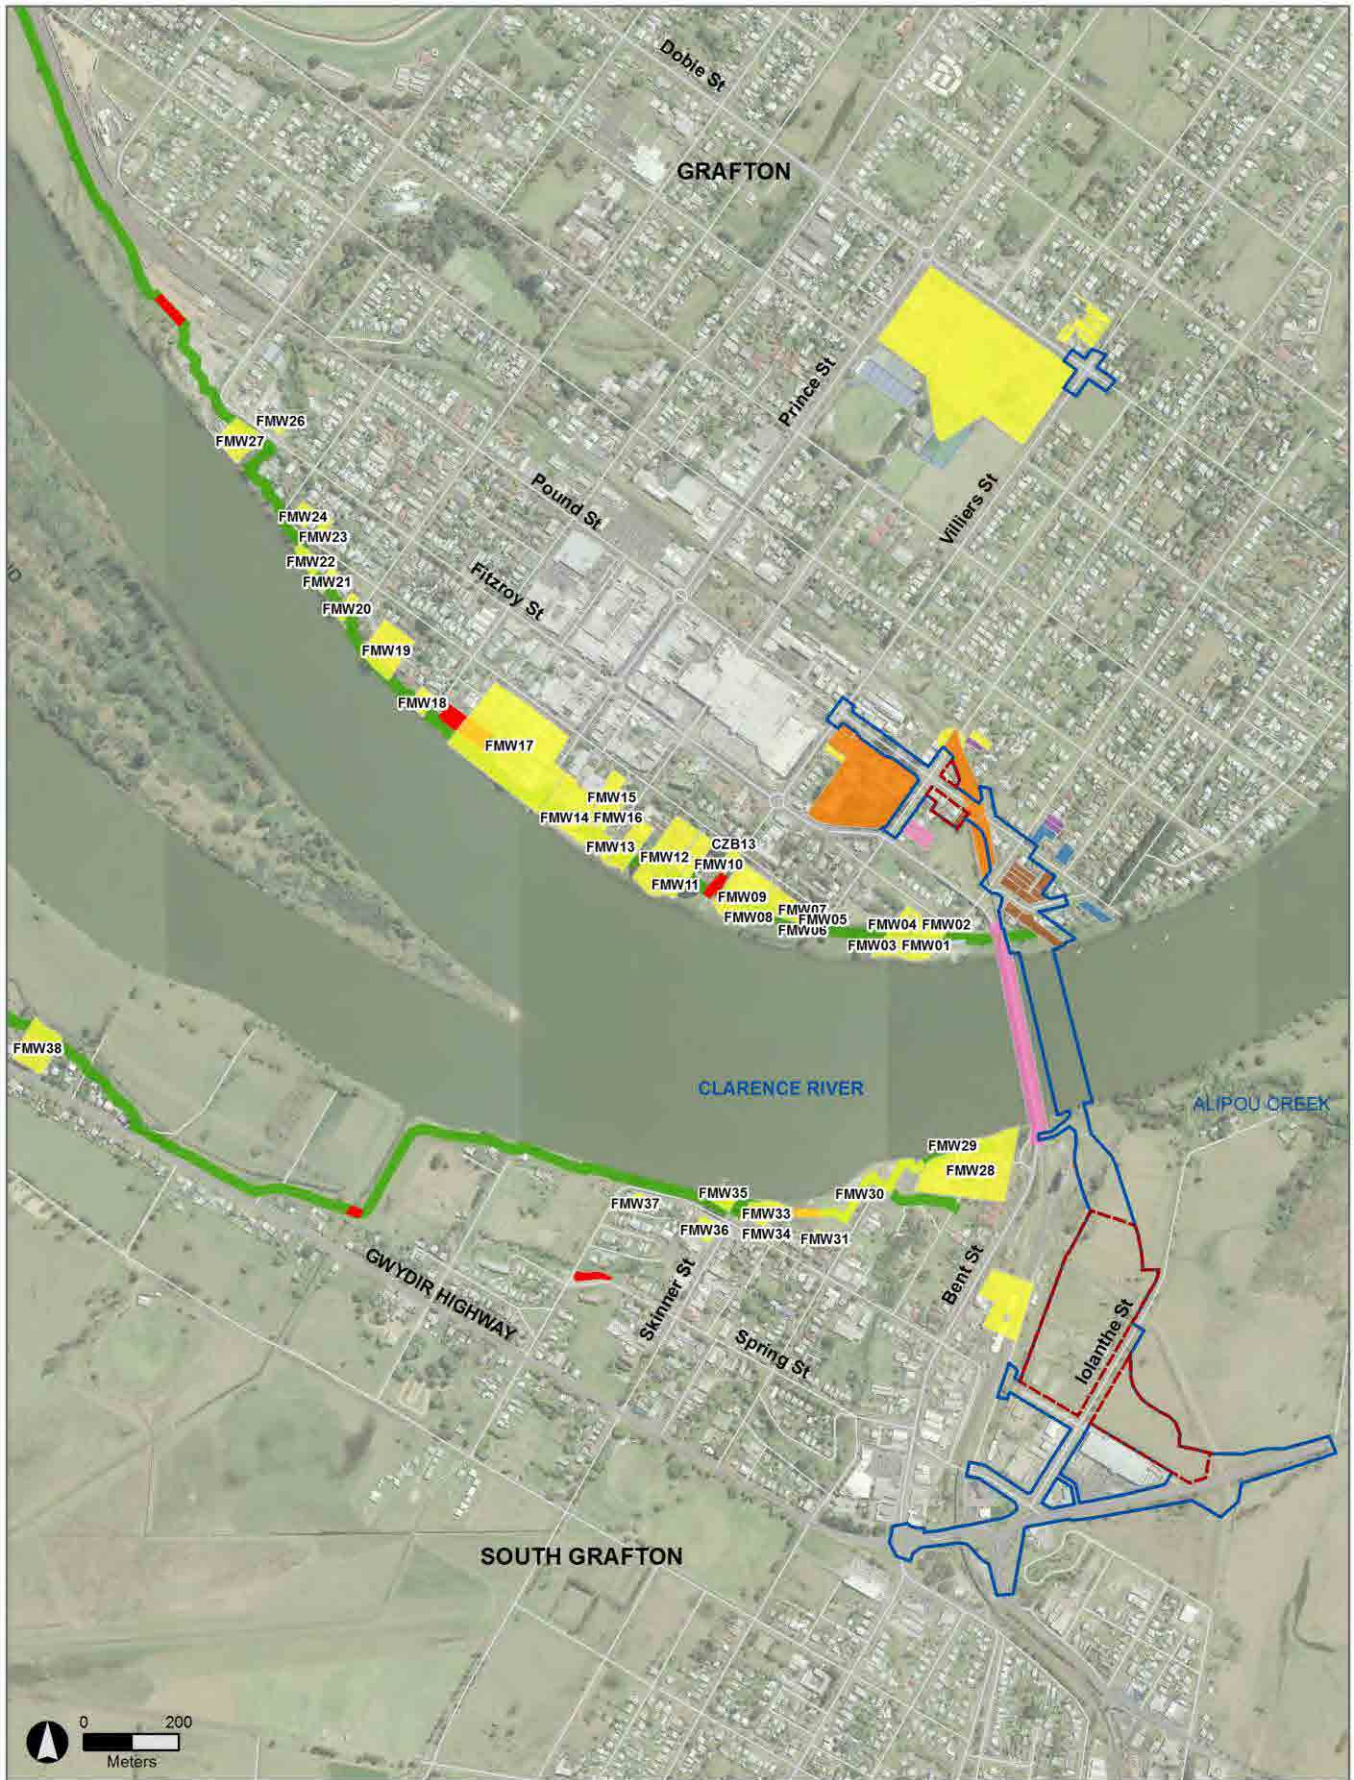 Dobie St
GRAFTON
Prince St
FMW26
FMW27
Pound St
Villiers St
FMW24
FMW23
FMW22
Fitzroy St
FMW21
FMW20
FMW19
FMW18
FMW17
FMW15
FMW14 FMW16
FMW13
CZB13
FMW12
FMW10
FMW11
FMW09
FMW07
FMW08
FMW05
FMW04 FMW02
FMW06
FMW03 FMW01
FMW38
CLARENCE RIVER
ALIPOU CREEK
FMW29
FMW28
FMW35
FMW30
FMW37
FMW33
FMW36
FMW34
FMW31
Bent St
GWYDIR HIGHWAY
Skinner St
Iolanthe St
Spring St
SOUTH GRAFTON
0 200
Meters